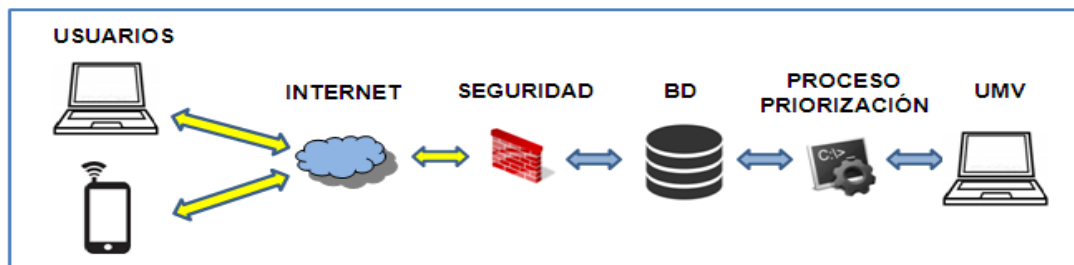 USUARIOS
INTERNET
SEGURIDAD
BD
PROCESO
PRIORIZACIÓN
UMV
C:\>